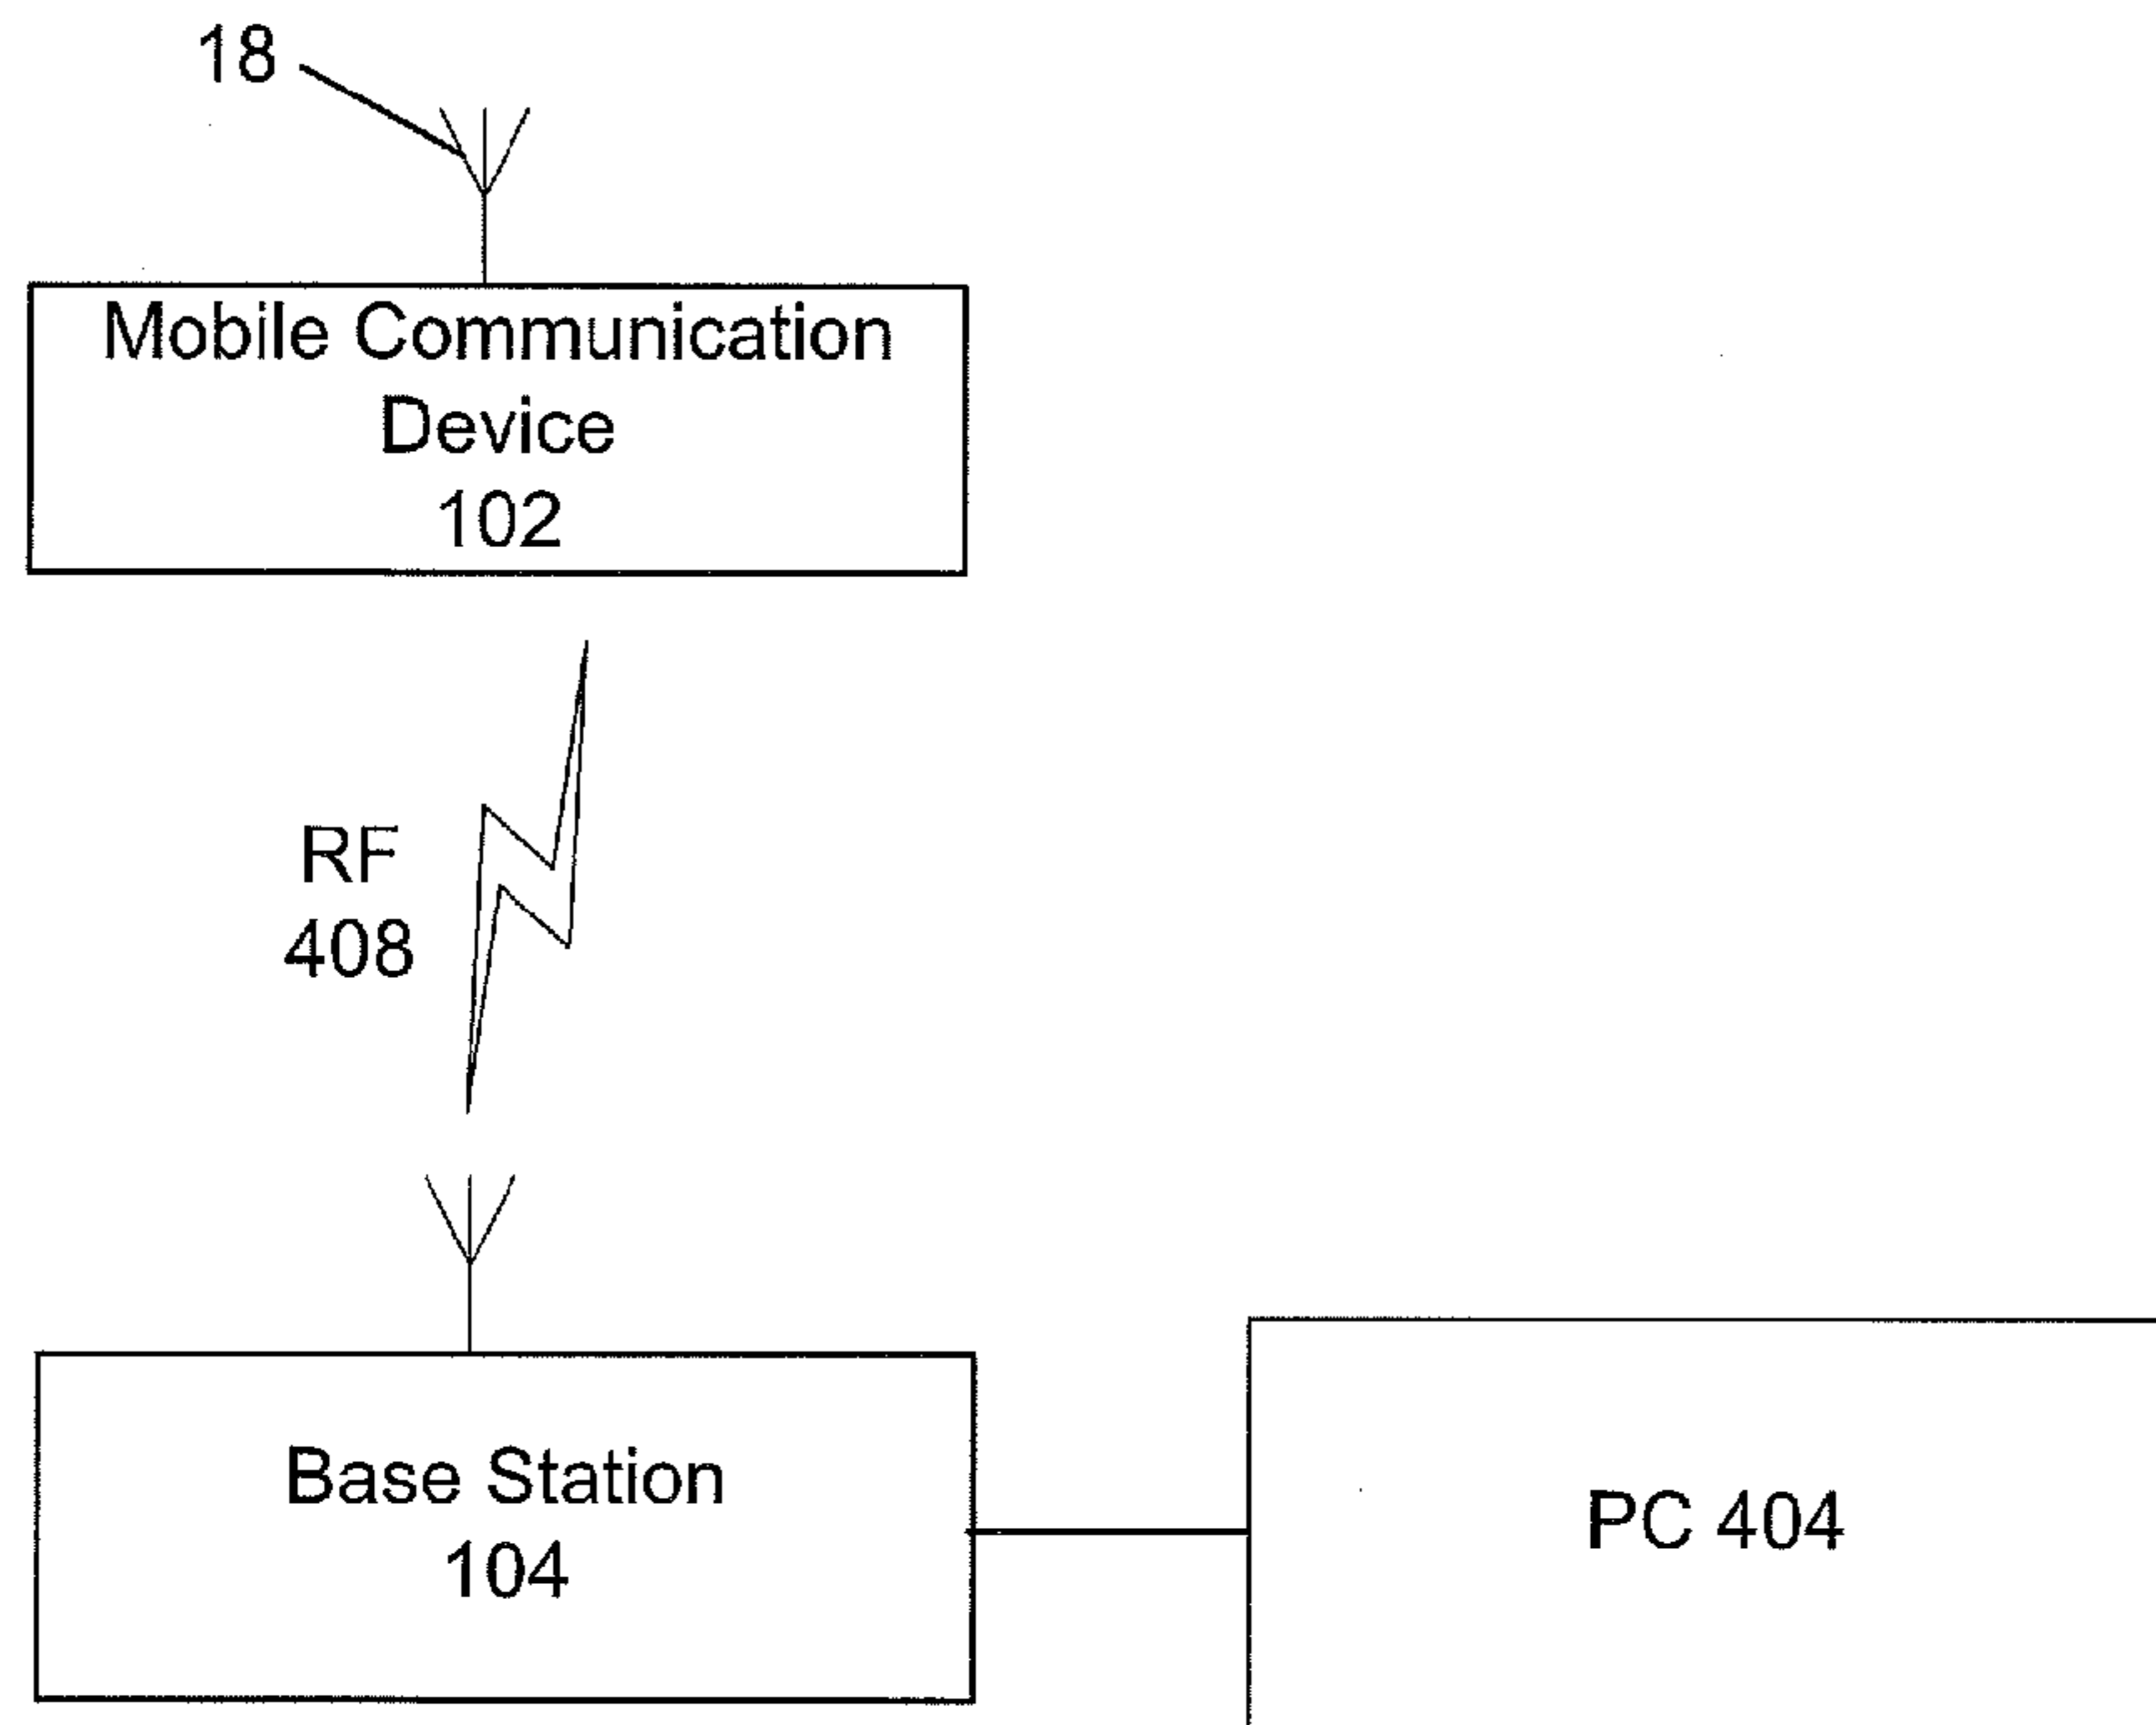 18
Mobile Communication
Device
102
RF
408
Base Station
104
PC 404